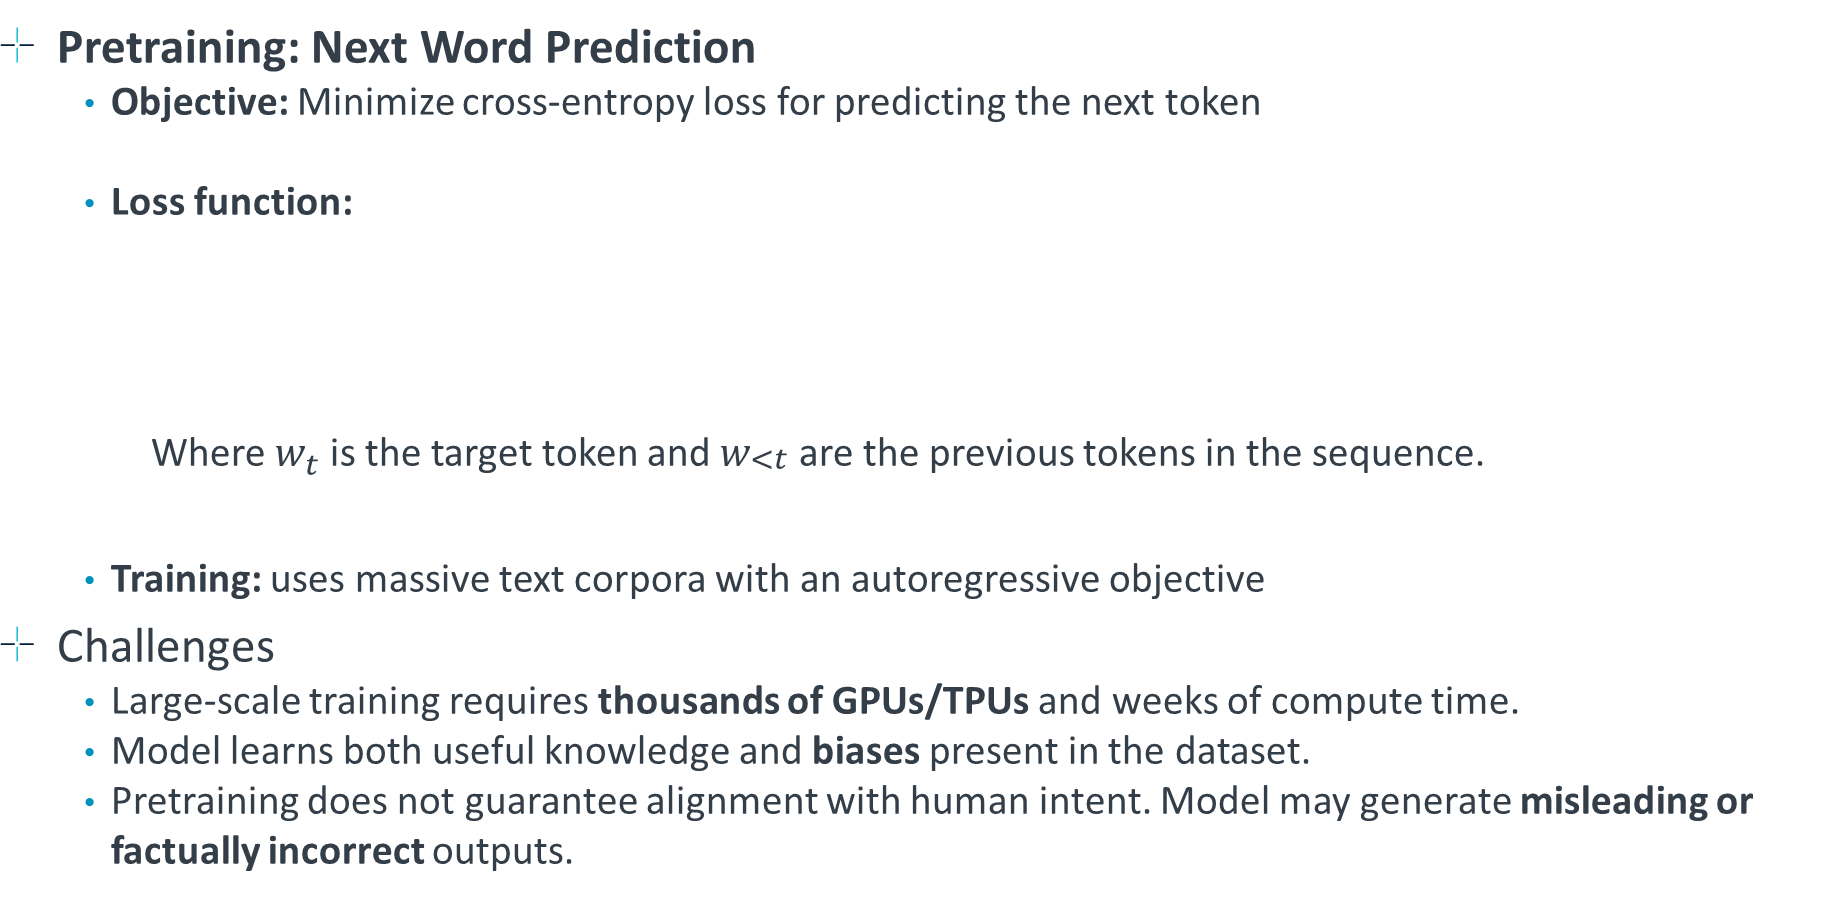 Pretraining: Next Word Prediction
• Objective: Minimize cross-entropy loss for predicting the next token
• Loss function:
Where w_t is the target token and w_{<t} are the previous tokens in the sequence.
• Training: uses massive text corpora with an autoregressive objective
Challenges
• Large-scale training requires thousands of GPUs/TPUs and weeks of compute time.
• Model learns both useful knowledge and biases present in the dataset.
• Pretraining does not guarantee alignment with human intent. Model may generate misleading or
factually incorrect outputs.